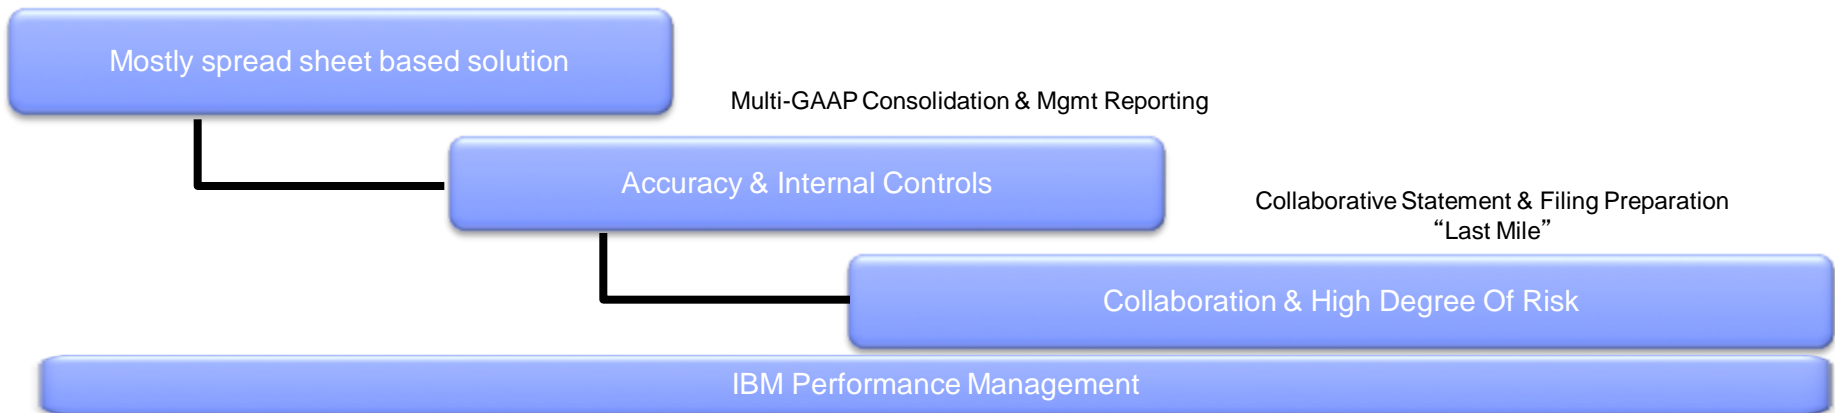 Mostly spread sheet based solution
Multi-GAAP Consolidation & Mgmt Reporting
Accuracy & Internal Controls
Collaborative Statement & Filing Preparation
“Last Mile”
Collaboration & High Degree Of Risk
IBM Performance Management